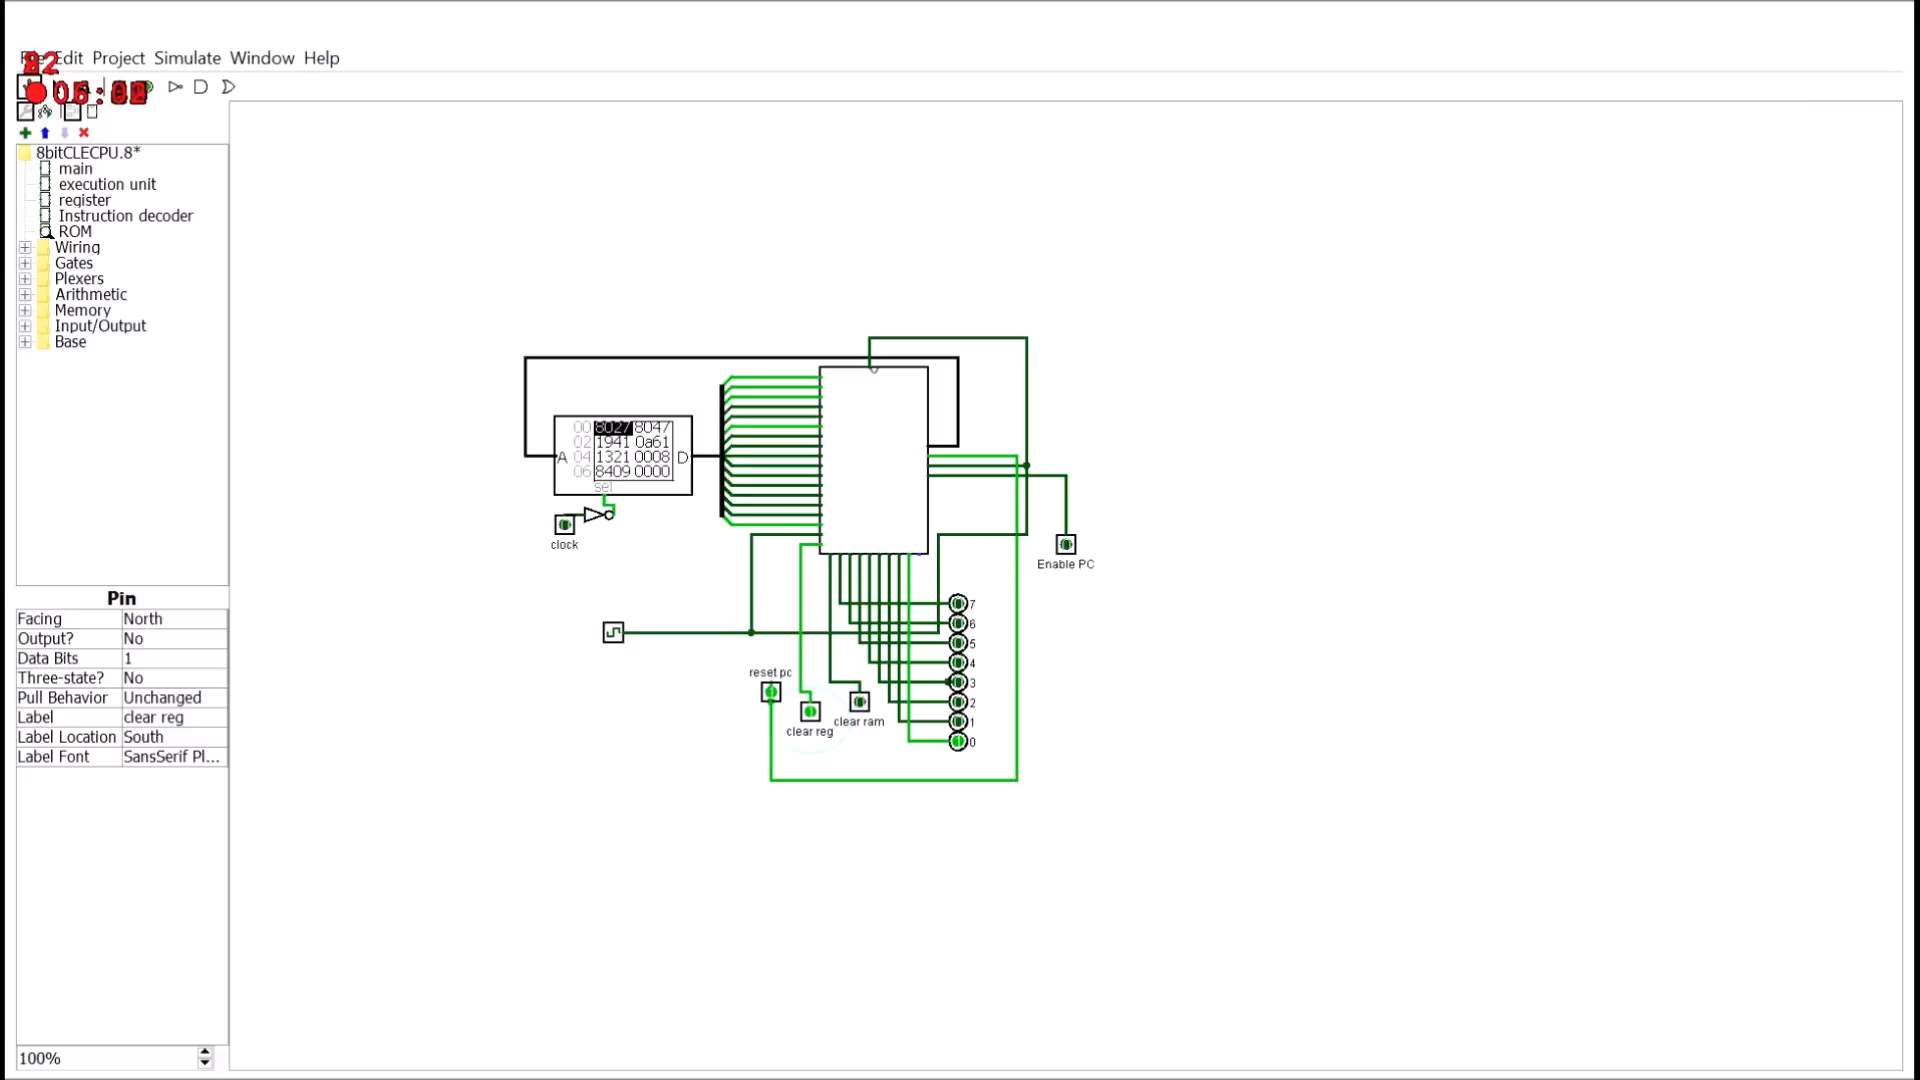 File Edit Project Simulate Window Help
82
05:02
8bitCLECPU.8*
main
execution unit
register
Instruction decoder
ROM
Wiring
Gates
Plexers
Arithmetic
Memory
Input/Output
Base
Pin
Facing North
Output? No
Data Bits 1
Three-state? No
Pull Behavior Unchanged
Label clear reg
Label Location South
Label Font SansSerif Pl...
100%
00 8027 8047
02 1941 0a61
A 04 1321 0008 D
06 8409 0000
sel
clock
Enable PC
7
6
5
4
3
2
1
0
reset pc
clear reg
clear ram